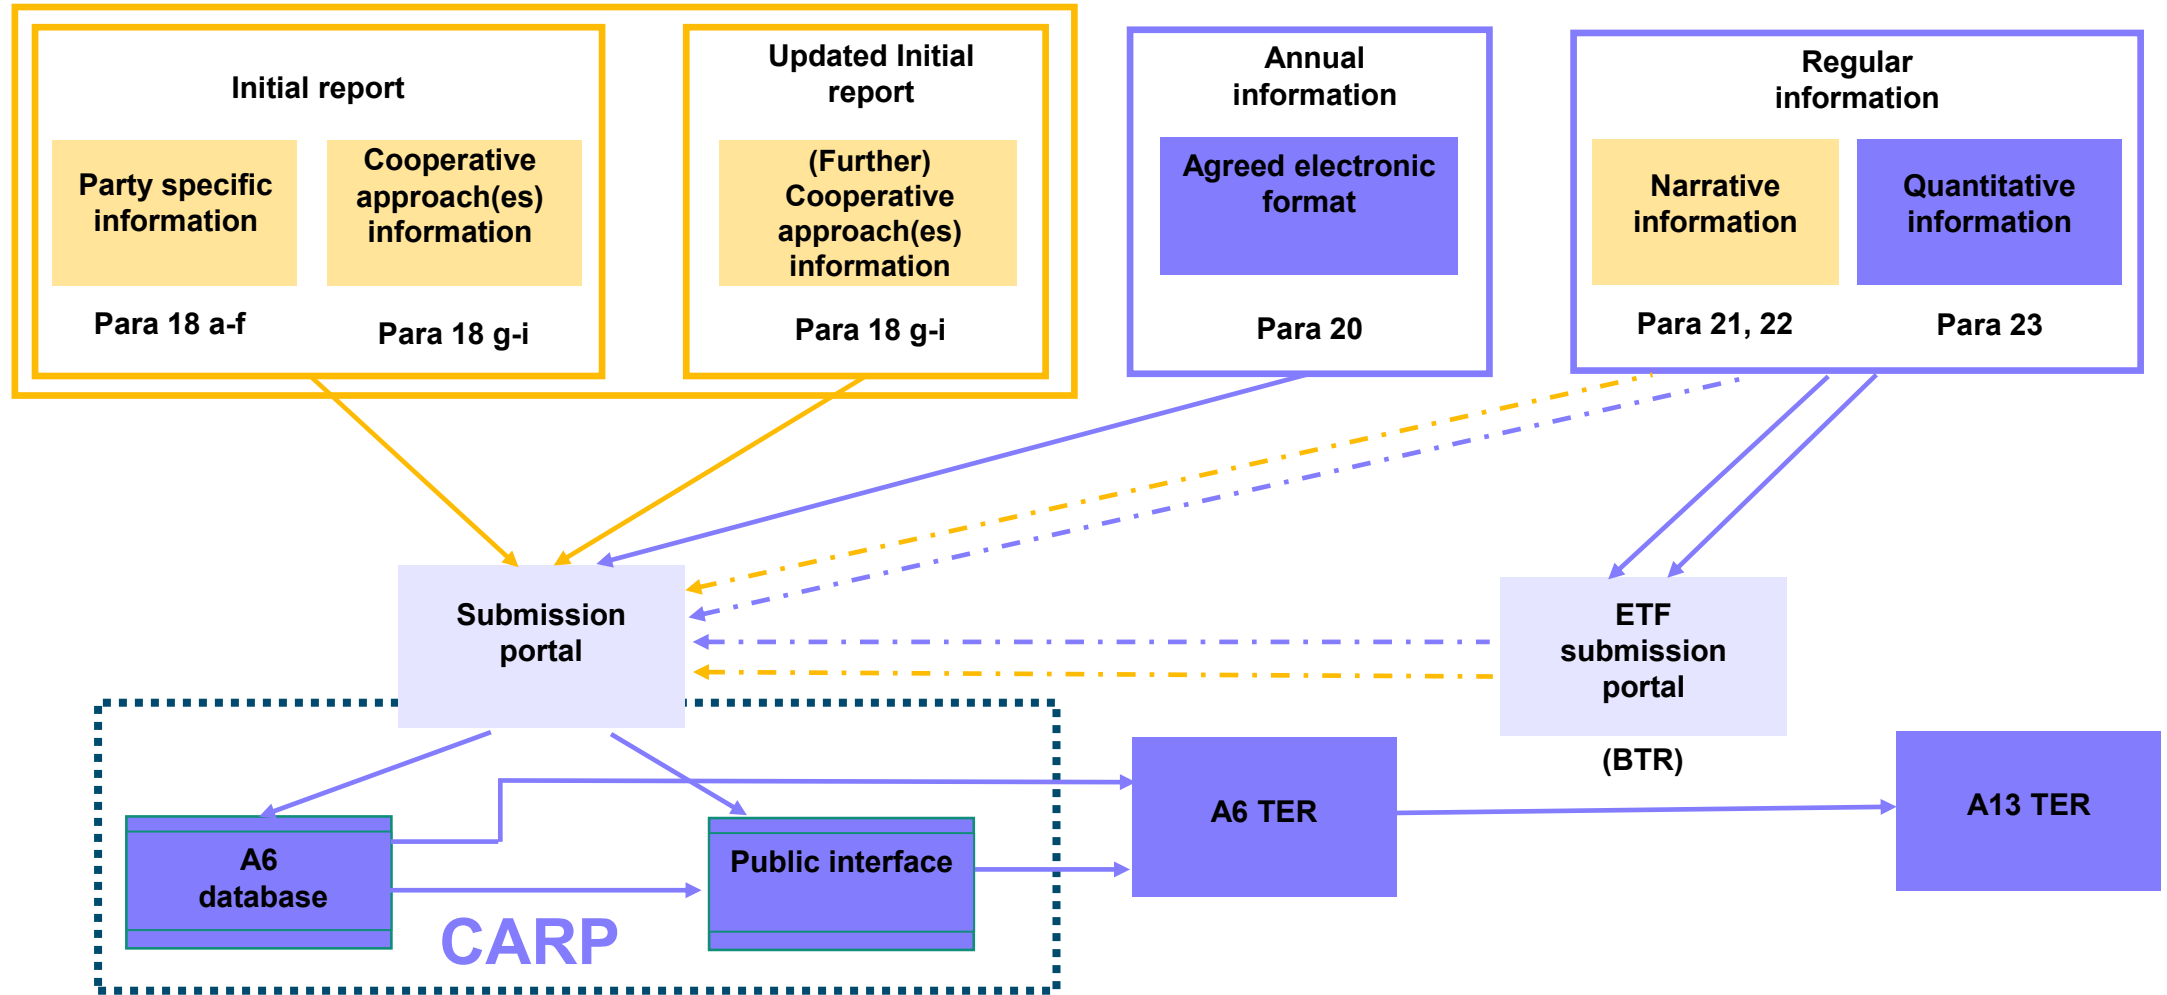 Initial report
Party specific
information
Cooperative
approach(es)
information
Para 18 a-f
Para 18 g-i
Updated Initial
report
(Further)
Cooperative
approach(es)
information
Para 18 g-i
Annual
information
Agreed electronic
format
Para 20
Regular
information
Narrative
information
Quantitative
information
Para 21, 22
Para 23
Submission
portal
ETF
submission
portal
(BTR)
A6
database
CARP
Public interface
A6 TER
A13 TER